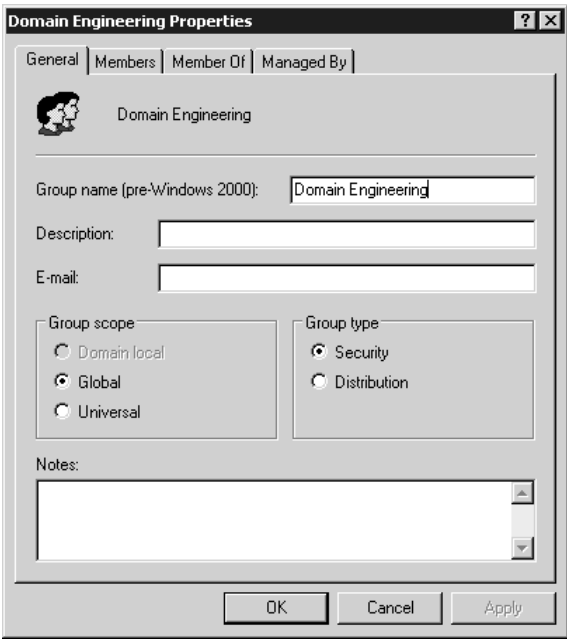 Domain Engineering Properties
General Members Member Of Managed By
Domain Engineering
Group name (pre-Windows 2000): Domain Engineering
Description:
E-mail:
Group scope Group type
Domain local Security
Global Distribution
Universal
Notes:
OK Cancel Apply